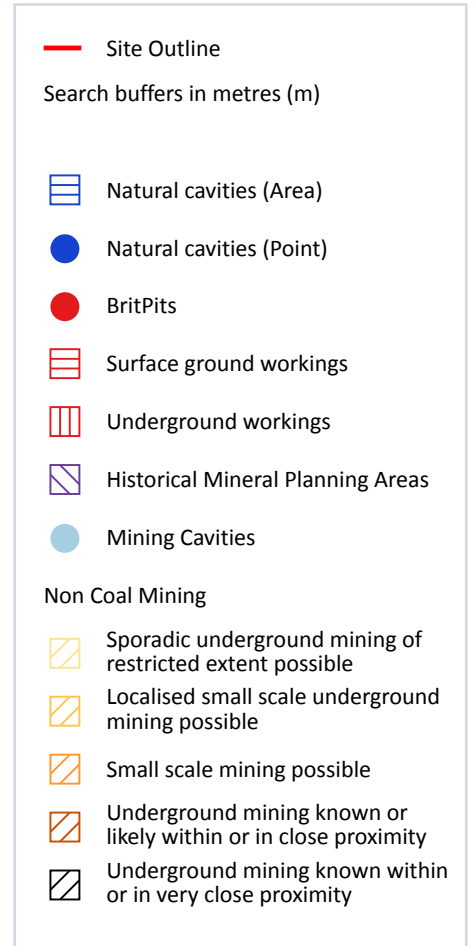 Site Outline
Search buffers in metres (m)
Natural cavities (Area)
Natural cavities (Point)
BritPits
Surface ground workings
Underground workings
Historical Mineral Planning Areas
Mining Cavities
Non Coal Mining
Sporadic underground mining of
restricted extent possible
Localised small scale underground
mining possible
Small scale mining possible
Underground mining known or
likely within or in close proximity
Underground mining known within
or in very close proximity